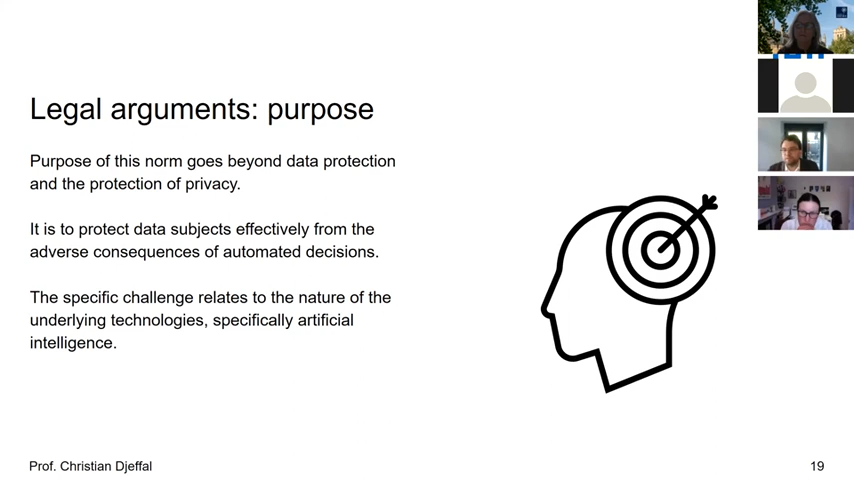 Legal arguments: purpose
Purpose of this norm goes beyond data protection
and the protection of privacy.
It is to protect data subjects effectively from the
adverse consequences of automated decisions.
The specific challenge relates to the nature of the
underlying technologies, specifically artificial
intelligence.
Prof. Christian Djeffal
19